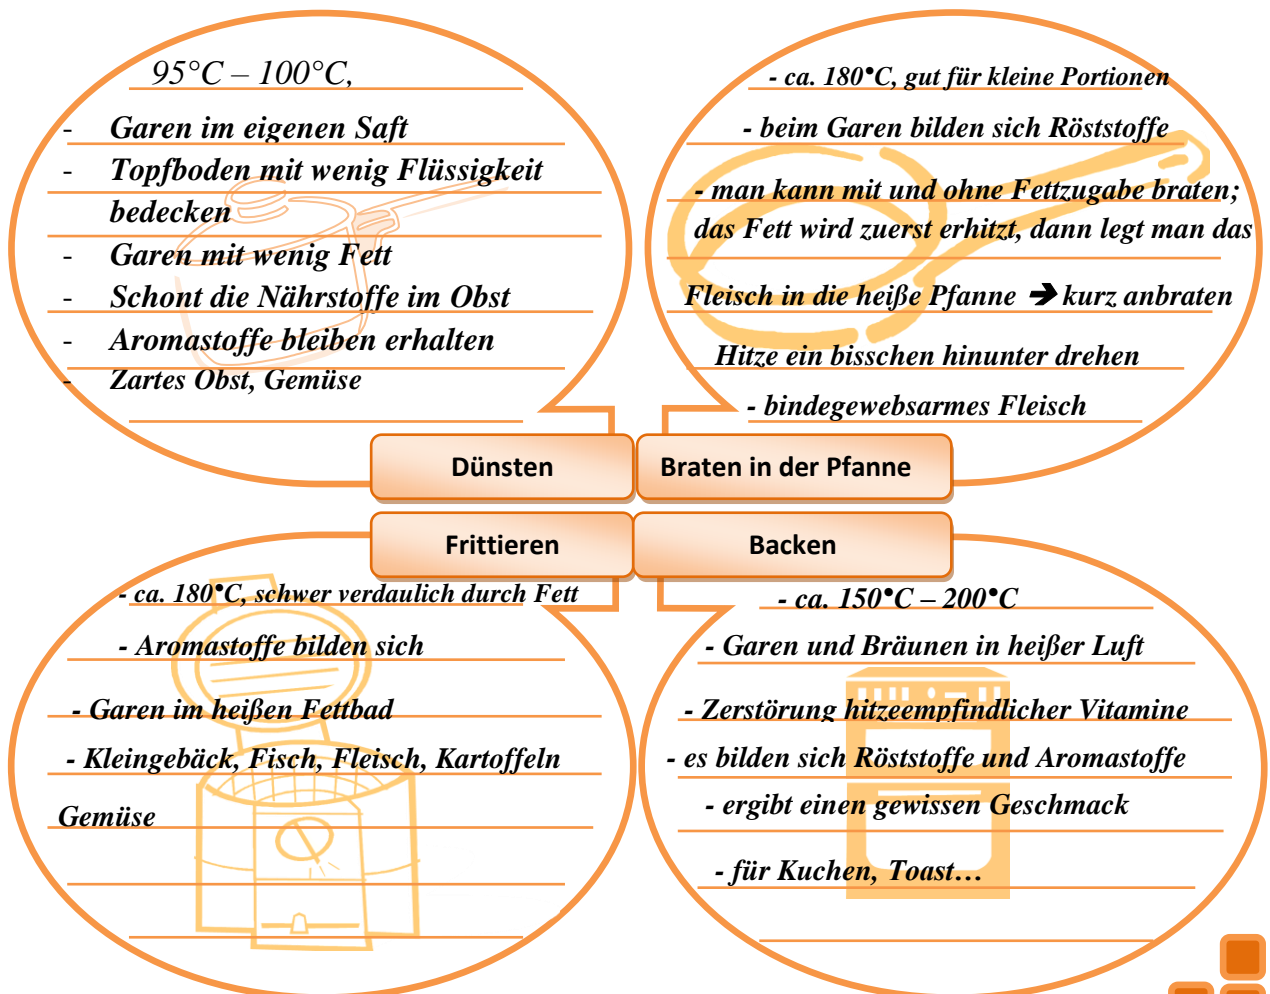 95°C – 100°C,
- Garen im eigenen Saft
- Topfboden mit wenig Flüssigkeit
bedecken
- Garen mit wenig Fett
- Schont die Nährstoffe im Obst
- Aromastoffe bleiben erhalten
- Zartes Obst, Gemüse
Dünsten
- ca. 180°C, gut für kleine Portionen
- beim Garen bilden sich Röststoffe
- man kann mit und ohne Fettzugabe braten;
das Fett wird zuerst erhitzt, dann legt man das
Fleisch in die heiße Pfanne ➔ kurz anbraten
Hitze ein bisschen hinunter drehen
- bindegewebsarmes Fleisch
Braten in der Pfanne
Frittieren
- ca. 180°C, schwer verdaulich durch Fett
- Aromastoffe bilden sich
- Garen im heißen Fettbad
- Kleingebäck, Fisch, Fleisch, Kartoffeln
Gemüse
Backen
- ca. 150°C – 200°C
- Garen und Bräunen in heißer Luft
- Zerstörung hitzeempfindlicher Vitamine
- es bilden sich Röststoffe und Aromastoffe
- ergibt einen gewissen Geschmack
- für Kuchen, Toast…